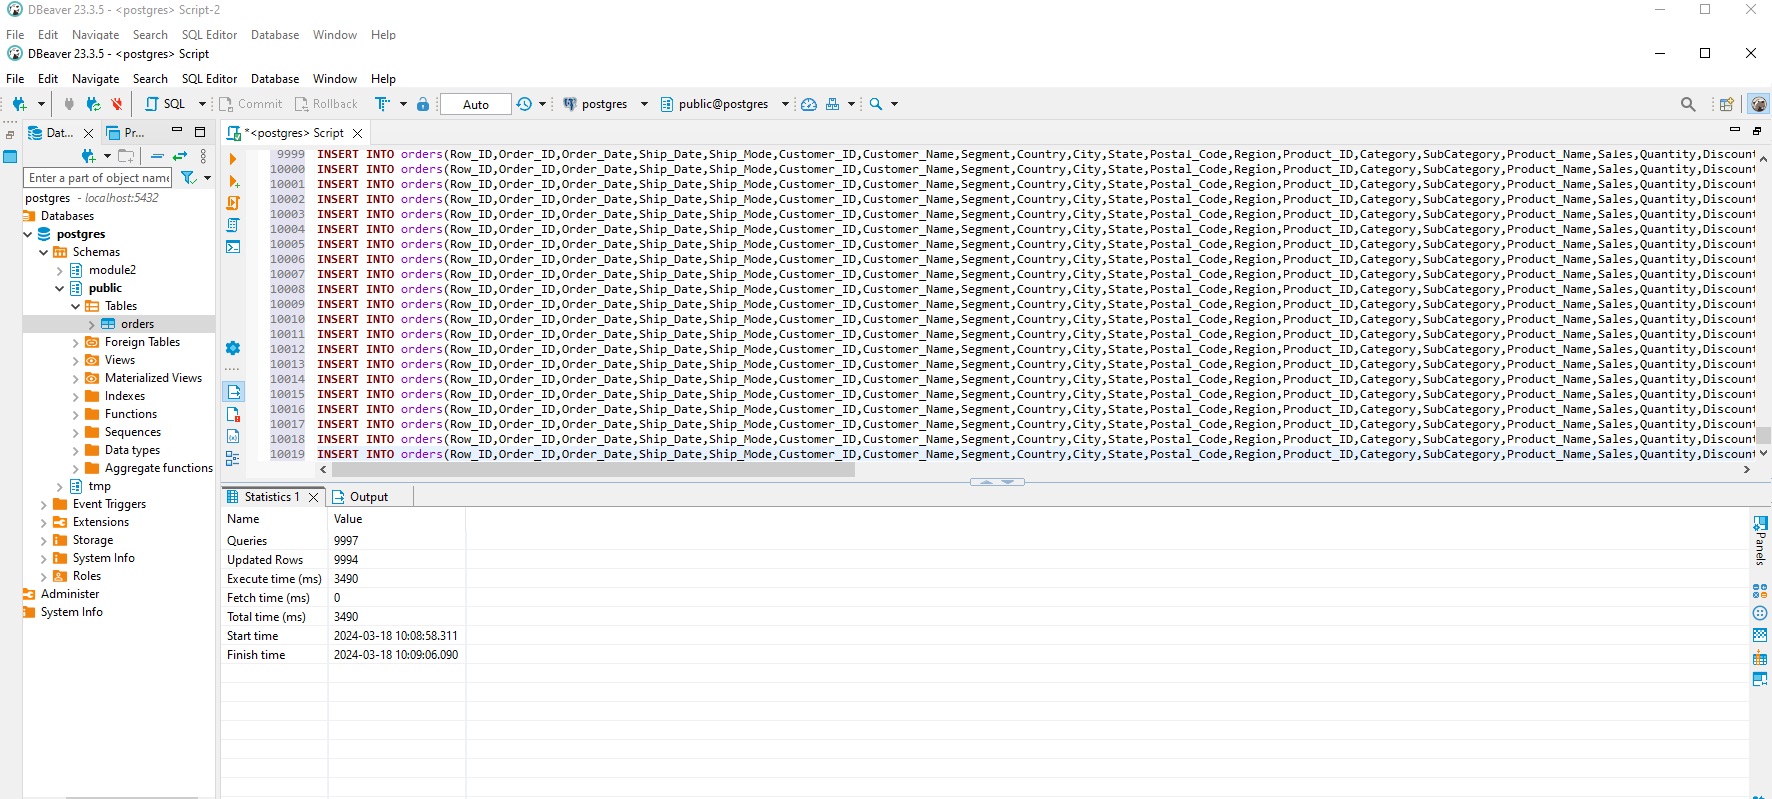 DBeaver 23.3.5 - <postgres> Script-2
File Edit Navigate Search SQL Editor Database Window Help
DBeaver 23.3.5 - <postgres> Script
File Edit Navigate Search SQL Editor Database Window Help
SQL Commit Rollback T Auto postgres public@postgres
Dat... Pr...
*<postgres> Script
Enter a part of object name
postgres - localhost:5432
Databases
postgres
Schemas
module2
public
Tables
orders
Foreign Tables
Views
Materialized Views
Indexes
Functions
Sequences
Data types
Aggregate functions
tmp
Event Triggers
Extensions
Storage
System Info
Roles
Administer
System Info
9999 INSERT INTO orders(Row_ID,Order_ID,Order_Date,Ship_Date,Ship_Mode,Customer_ID,Customer_Name,Segment,Country,City,State,Postal_Code,Region,Product_ID,Category,SubCategory,Product_Name,Sales,Quantity,Discount
10000 INSERT INTO orders(Row_ID,Order_ID,Order_Date,Ship_Date,Ship_Mode,Customer_ID,Customer_Name,Segment,Country,City,State,Postal_Code,Region,Product_ID,Category,SubCategory,Product_Name,Sales,Quantity,Discount
10001 INSERT INTO orders(Row_ID,Order_ID,Order_Date,Ship_Date,Ship_Mode,Customer_ID,Customer_Name,Segment,Country,City,State,Postal_Code,Region,Product_ID,Category,SubCategory,Product_Name,Sales,Quantity,Discount
10002 INSERT INTO orders(Row_ID,Order_ID,Order_Date,Ship_Date,Ship_Mode,Customer_ID,Customer_Name,Segment,Country,City,State,Postal_Code,Region,Product_ID,Category,SubCategory,Product_Name,Sales,Quantity,Discount
10003 INSERT INTO orders(Row_ID,Order_ID,Order_Date,Ship_Date,Ship_Mode,Customer_ID,Customer_Name,Segment,Country,City,State,Postal_Code,Region,Product_ID,Category,SubCategory,Product_Name,Sales,Quantity,Discount
10004 INSERT INTO orders(Row_ID,Order_ID,Order_Date,Ship_Date,Ship_Mode,Customer_ID,Customer_Name,Segment,Country,City,State,Postal_Code,Region,Product_ID,Category,SubCategory,Product_Name,Sales,Quantity,Discount
10005 INSERT INTO orders(Row_ID,Order_ID,Order_Date,Ship_Date,Ship_Mode,Customer_ID,Customer_Name,Segment,Country,City,State,Postal_Code,Region,Product_ID,Category,SubCategory,Product_Name,Sales,Quantity,Discount
10006 INSERT INTO orders(Row_ID,Order_ID,Order_Date,Ship_Date,Ship_Mode,Customer_ID,Customer_Name,Segment,Country,City,State,Postal_Code,Region,Product_ID,Category,SubCategory,Product_Name,Sales,Quantity,Discount
10007 INSERT INTO orders(Row_ID,Order_ID,Order_Date,Ship_Date,Ship_Mode,Customer_ID,Customer_Name,Segment,Country,City,State,Postal_Code,Region,Product_ID,Category,SubCategory,Product_Name,Sales,Quantity,Discount
10008 INSERT INTO orders(Row_ID,Order_ID,Order_Date,Ship_Date,Ship_Mode,Customer_ID,Customer_Name,Segment,Country,City,State,Postal_Code,Region,Product_ID,Category,SubCategory,Product_Name,Sales,Quantity,Discount
10009 INSERT INTO orders(Row_ID,Order_ID,Order_Date,Ship_Date,Ship_Mode,Customer_ID,Customer_Name,Segment,Country,City,State,Postal_Code,Region,Product_ID,Category,SubCategory,Product_Name,Sales,Quantity,Discount
10010 INSERT INTO orders(Row_ID,Order_ID,Order_Date,Ship_Date,Ship_Mode,Customer_ID,Customer_Name,Segment,Country,City,State,Postal_Code,Region,Product_ID,Category,SubCategory,Product_Name,Sales,Quantity,Discount
10011 INSERT INTO orders(Row_ID,Order_ID,Order_Date,Ship_Date,Ship_Mode,Customer_ID,Customer_Name,Segment,Country,City,State,Postal_Code,Region,Product_ID,Category,SubCategory,Product_Name,Sales,Quantity,Discount
10012 INSERT INTO orders(Row_ID,Order_ID,Order_Date,Ship_Date,Ship_Mode,Customer_ID,Customer_Name,Segment,Country,City,State,Postal_Code,Region,Product_ID,Category,SubCategory,Product_Name,Sales,Quantity,Discount
10013 INSERT INTO orders(Row_ID,Order_ID,Order_Date,Ship_Date,Ship_Mode,Customer_ID,Customer_Name,Segment,Country,City,State,Postal_Code,Region,Product_ID,Category,SubCategory,Product_Name,Sales,Quantity,Discount
10014 INSERT INTO orders(Row_ID,Order_ID,Order_Date,Ship_Date,Ship_Mode,Customer_ID,Customer_Name,Segment,Country,City,State,Postal_Code,Region,Product_ID,Category,SubCategory,Product_Name,Sales,Quantity,Discount
10015 INSERT INTO orders(Row_ID,Order_ID,Order_Date,Ship_Date,Ship_Mode,Customer_ID,Customer_Name,Segment,Country,City,State,Postal_Code,Region,Product_ID,Category,SubCategory,Product_Name,Sales,Quantity,Discount
10016 INSERT INTO orders(Row_ID,Order_ID,Order_Date,Ship_Date,Ship_Mode,Customer_ID,Customer_Name,Segment,Country,City,State,Postal_Code,Region,Product_ID,Category,SubCategory,Product_Name,Sales,Quantity,Discount
10017 INSERT INTO orders(Row_ID,Order_ID,Order_Date,Ship_Date,Ship_Mode,Customer_ID,Customer_Name,Segment,Country,City,State,Postal_Code,Region,Product_ID,Category,SubCategory,Product_Name,Sales,Quantity,Discount
10018 INSERT INTO orders(Row_ID,Order_ID,Order_Date,Ship_Date,Ship_Mode,Customer_ID,Customer_Name,Segment,Country,City,State,Postal_Code,Region,Product_ID,Category,SubCategory,Product_Name,Sales,Quantity,Discount
10019 INSERT INTO orders(Row_ID,Order_ID,Order_Date,Ship_Date,Ship_Mode,Customer_ID,Customer_Name,Segment,Country,City,State,Postal_Code,Region,Product_ID,Category,SubCategory,Product_Name,Sales,Quantity,Discount
Statistics 1 Output
Name Value
Queries 9997
Updated Rows 9994
Execute time (ms) 3490
Fetch time (ms) 0
Total time (ms) 3490
Start time 2024-03-18 10:08:58.311
Finish time 2024-03-18 10:09:06.090
Panels